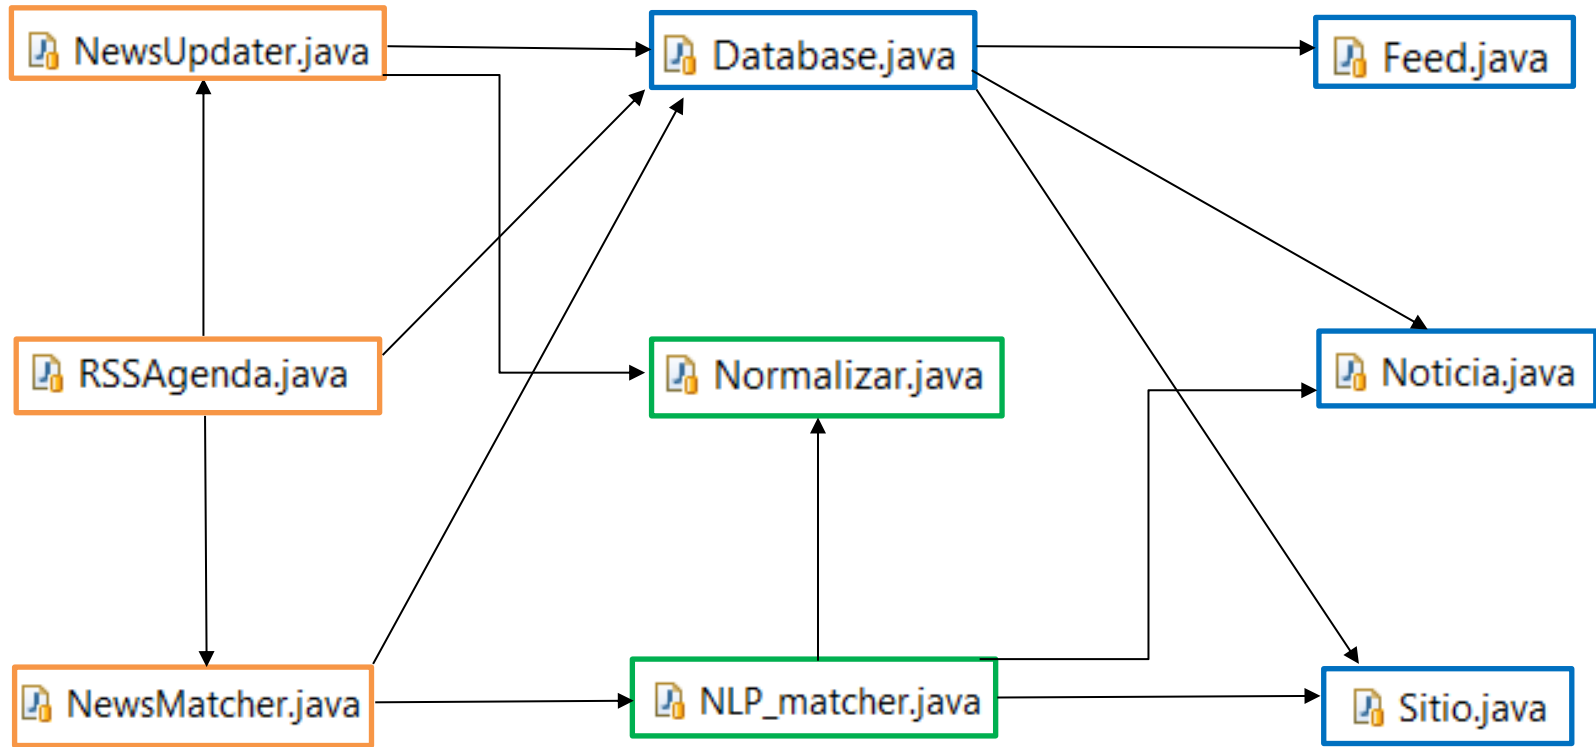 NewsUpdater.java
Database.java
Feed.java
RSSAgenda.java
Normalizar.java
Noticia.java
NewsMatcher.java
NLP_matcher.java
Sitio.java